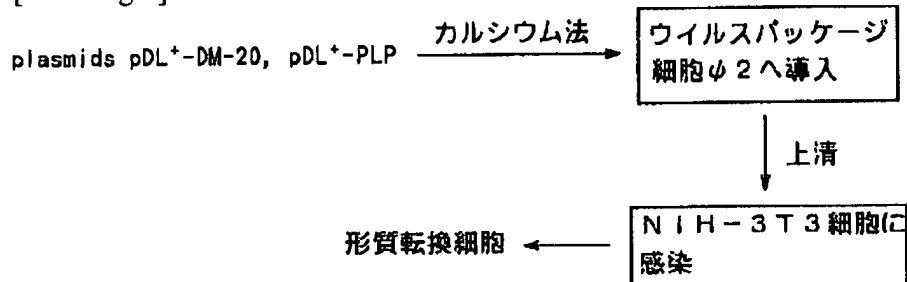 plasmids pDL⁺-DM-20, pDL⁺-PLP
カルシウム法
ウイルスパッケージ
細胞ψ2へ導入
上清
NIH-3T3細胞に
感染
形質転換細胞